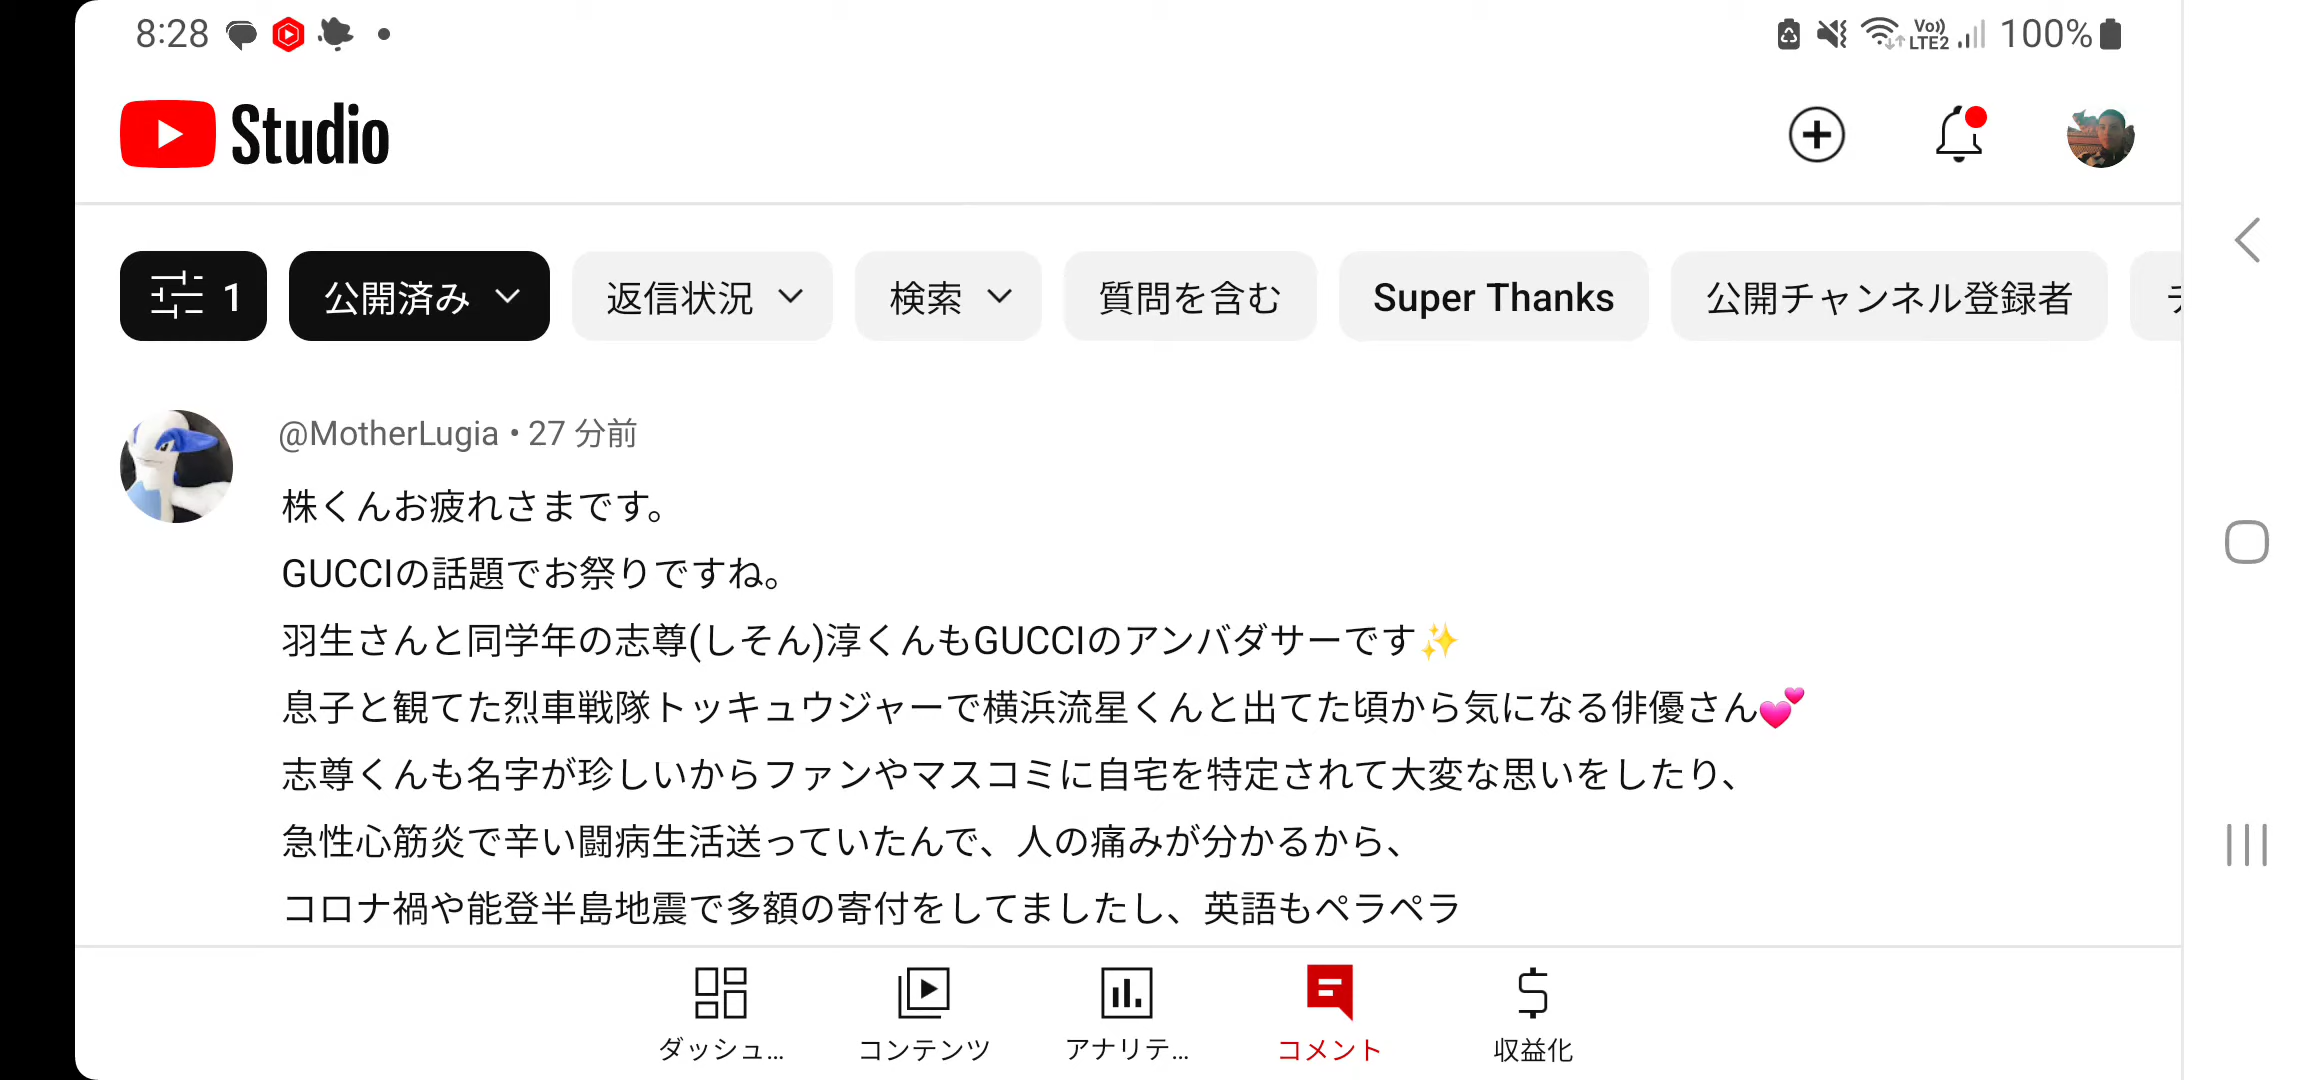 8:28
Vo)) LTE2
100%
Studio
1
公開済み
返信状況
検索
質問を含む
Super Thanks
公開チャンネル登録者
@MotherLugia • 27 分前
株くんお疲れさまです。
GUCCIの話題でお祭りですね。
羽生さんと同学年の志尊(しそん)淳くんもGUCCIのアンバダサーです✨
息子と観てた烈車戦隊トッキュウジャーで横浜流星くんと出てた頃から気になる俳優さん💕
志尊くんも名字が珍しいからファンやマスコミに自宅を特定されて大変な思いをしたり、
急性心筋炎で辛い闘病生活送っていたんで、人の痛みが分かるから、
コロナ禍や能登半島地震で多額の寄付をしてましたし、英語もペラペラ
ダッシュ...
コンテンツ
アナリテ...
コメント
収益化